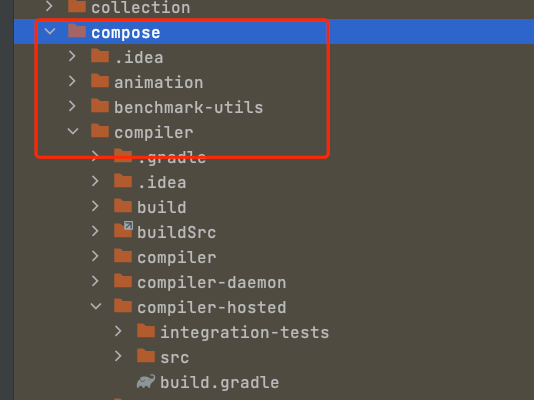 collection
compose
.idea
animation
benchmark-utils
compiler
.gradle
.idea
build
buildSrc
compiler
compiler-daemon
compiler-hosted
integration-tests
src
build.gradle